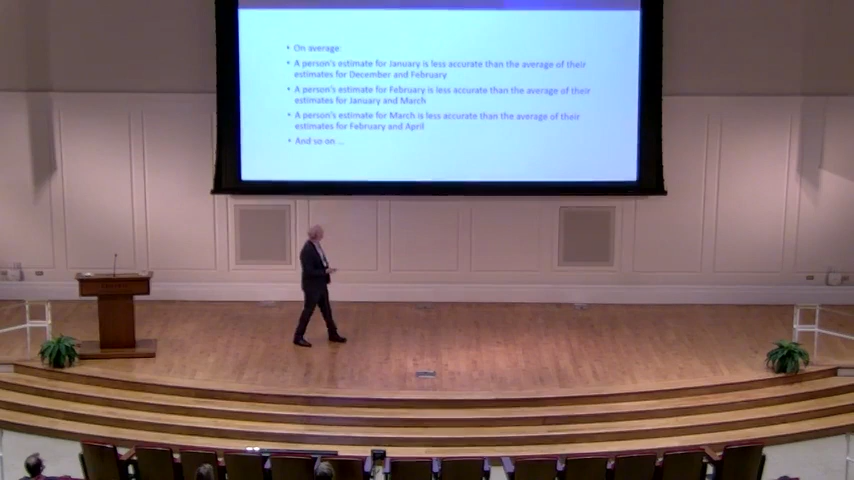 • On average
• A person's estimate for January is less accurate than the average of their
estimates for December and February
• A person's estimate for February is less accurate than the average of their
estimates for January and March
• A person's estimate for March is less accurate than the average of their
estimates for February and April
• And so on ...